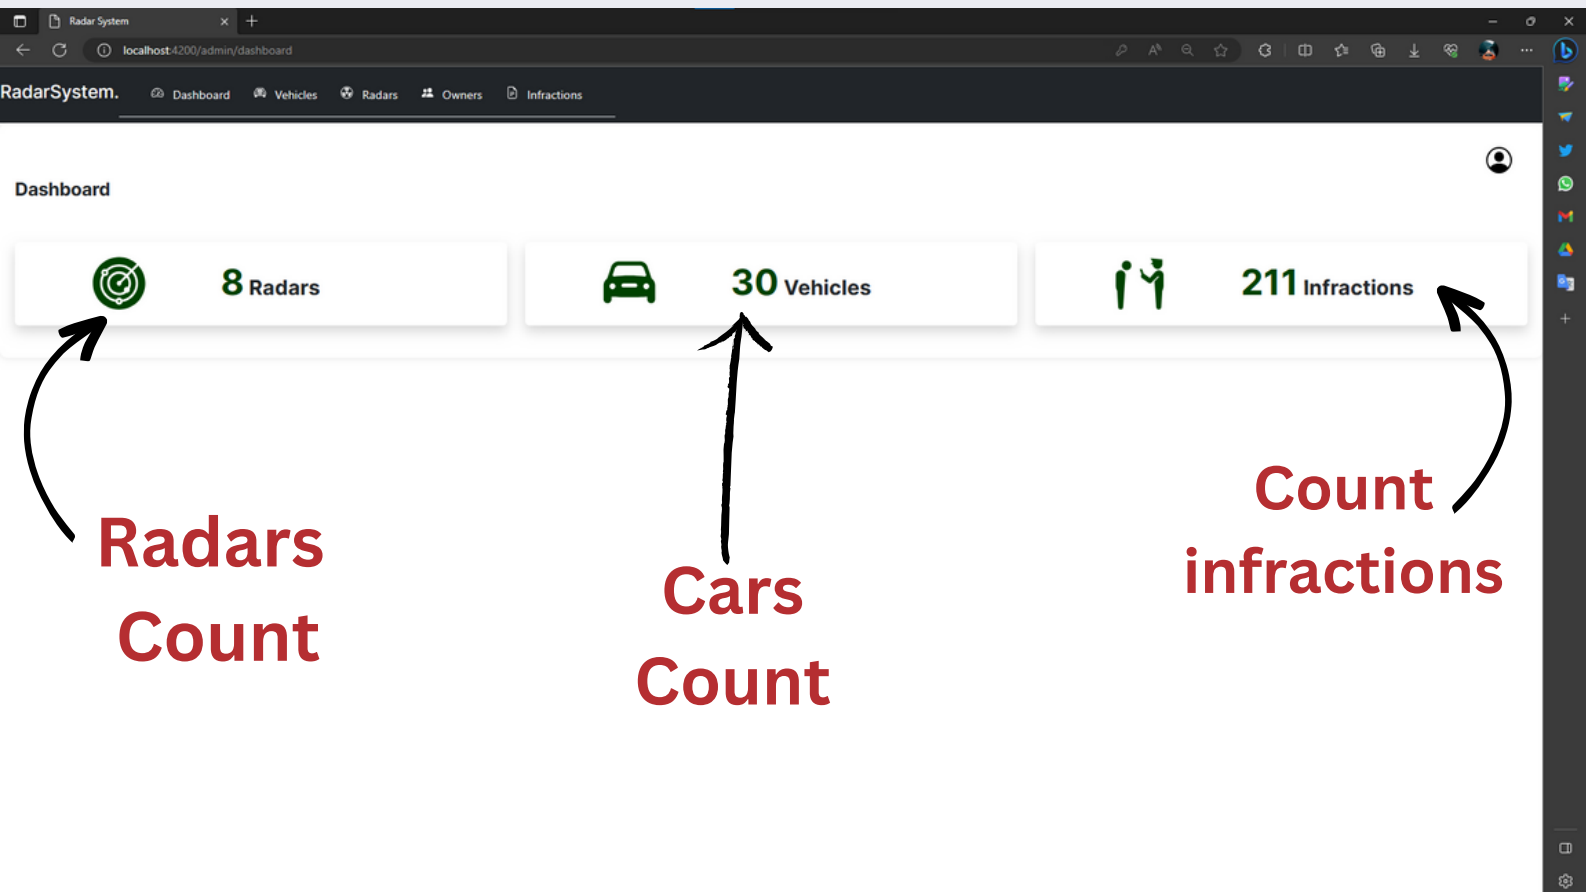 Radar System
localhost:4200/admin/dashboard
RadarSystem. Dashboard Vehicles Radars Owners Infractions
Dashboard
8 Radars
30 Vehicles
211 Infractions
Radars
Count
Cars
Count
Count
infractions